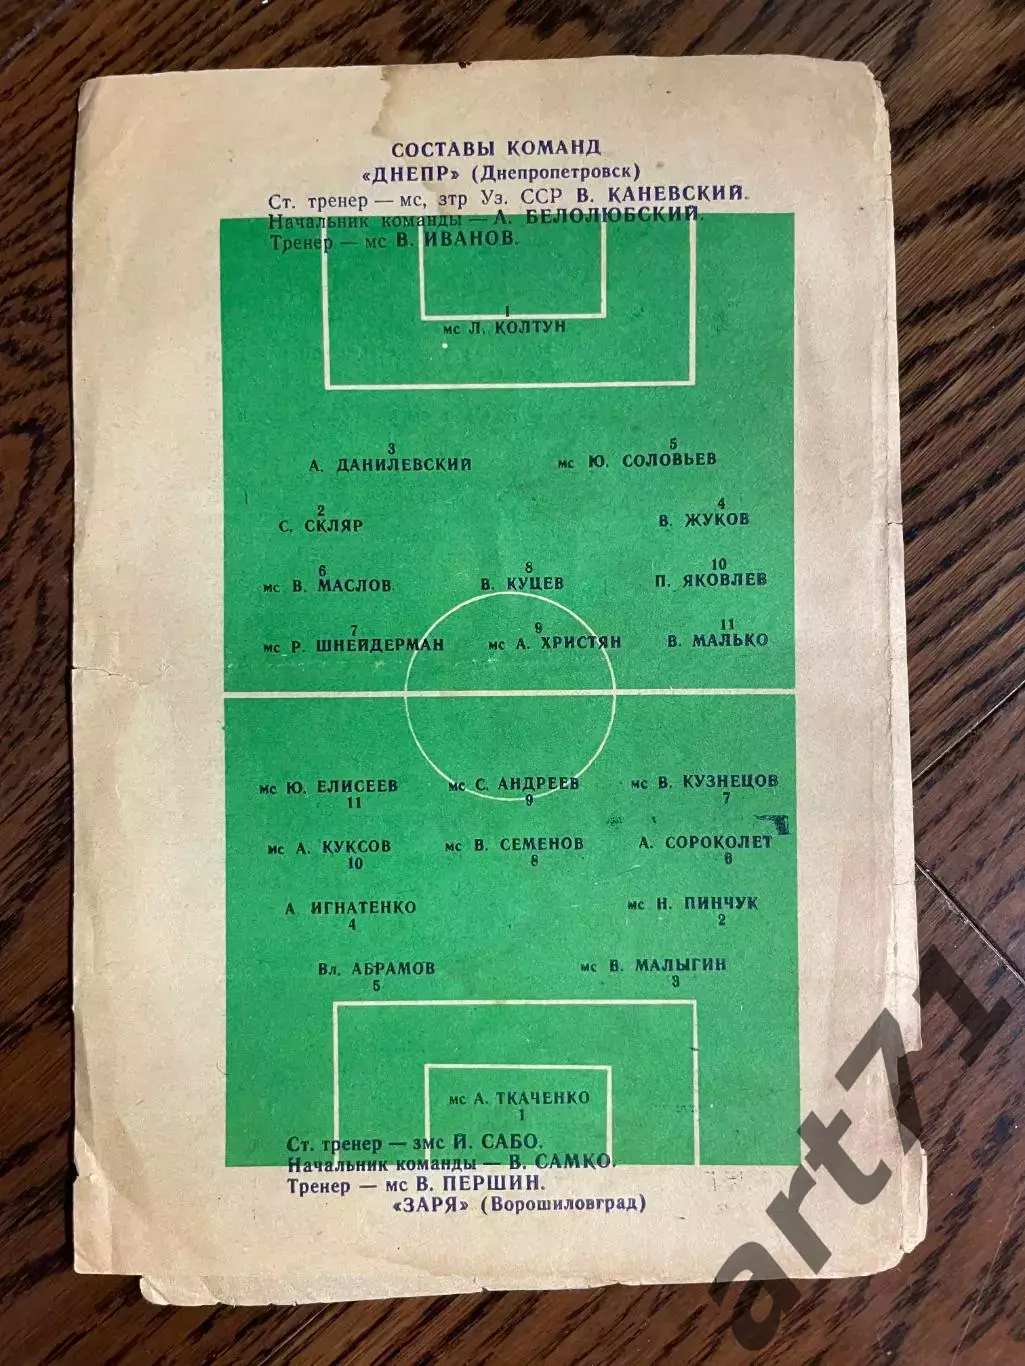 СОСТАВЫ КОМАНД
«ДНЕПР» (Днепропетровск)
Ст. тренер — мс, зтр Уз. ССР В. КАНЕВСКИЙ.
Начальник команды — А. БЕЛОЛЮБСКИЙ.
Тренер — мс В. ИВАНОВ.
1
мс Л. КОЛТУН
3 5
А. ДАНИЛЕВСКИЙ мс Ю. СОЛОВЬЕВ
2 4
С. СКЛЯР В. ЖУКОВ
6 8 10
мс В. МАСЛОВ В. КУЦЕВ П. ЯКОВЛЕВ
7 9 11
мс Р. ШНЕЙДЕРМАН мс А. ХРИСТЯН В. МАЛЬКО
мс Ю. ЕЛИСЕЕВ мс С. АНДРЕЕВ мс В. КУЗНЕЦОВ
11 9 7
мс А. КУКСОВ мс В. СЕМЕНОВ А. СОРОКОЛЕТ
10 8 6
А ИГНАТЕНКО мс Н. ПИНЧУК
4 2
Вл. АБРАМОВ мс В. МАЛЫГИН
5 3
мс А. ТКАЧЕНКО
1
Ст. тренер — змс Й. САБО.
Начальник команды — В. САМКО.
Тренер — мс В. ПЕРШИН.
«ЗАРЯ» (Ворошиловград)
art71